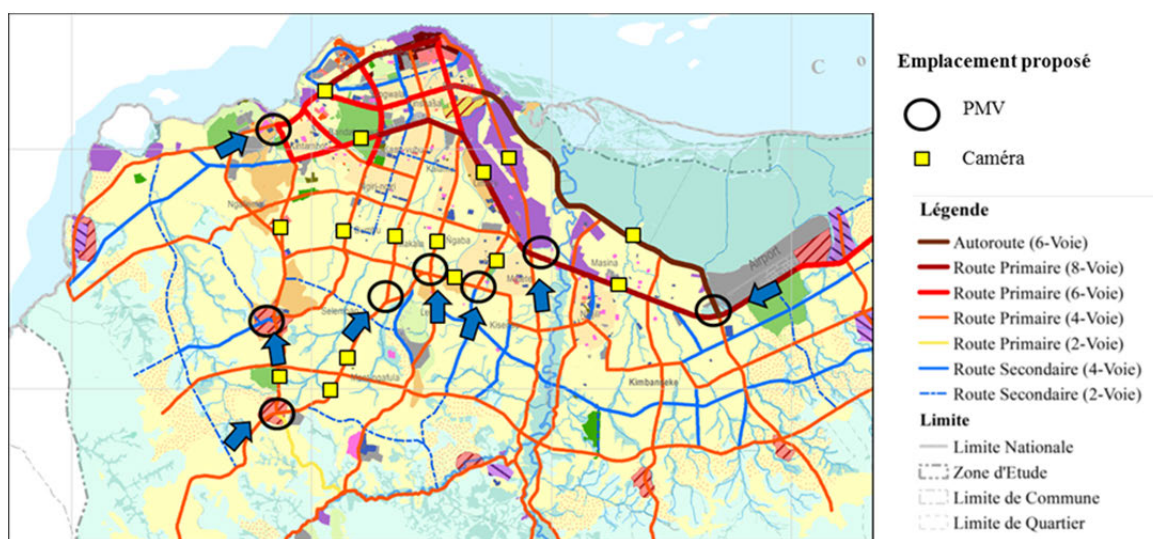 C o
Airport
Masina
Ngaba
Kimbanseke
Emplacement proposé
PMV
Caméra
Légende
Autoroute (6-Voie)
Route Primaire (8-Voie)
Route Primaire (6-Voie)
Route Primaire (4-Voie)
Route Primaire (2-Voie)
Route Secondaire (4-Voie)
Route Secondaire (2-Voie)
Limite
Limite Nationale
Zone d'Etude
Limite de Commune
Limite de Quartier